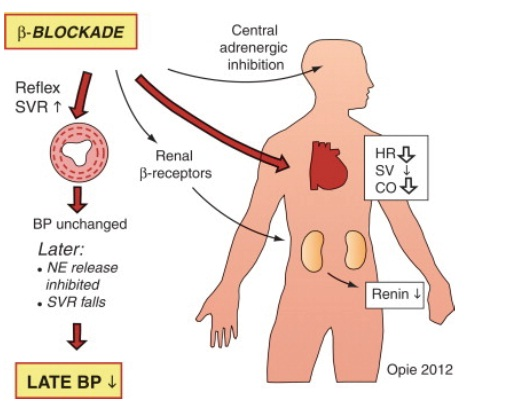 β-BLOCKADE
Central
adrenergic
inhibition
Reflex
SVR ↑
Renal
β-receptors
HR ⇩
SV ↓
CO ⇩
BP unchanged
Later:
• NE release
inhibited
• SVR falls
Renin ↓
LATE BP ↓
Opie 2012